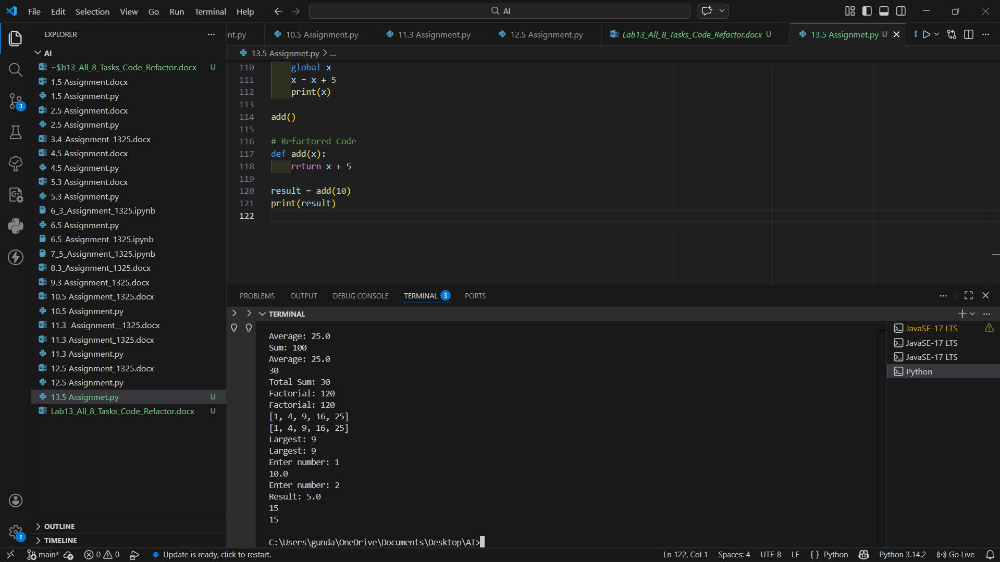 File Edit Selection View Go Run Terminal Help
AI
EXPLORER
AI
~$b13_All_8_Tasks_Code_Refactor.docx U
1.5 Assignment.docx
1.5 Assignment.py
2.5 Assignment.docx
2.5 Assignment.py
3.4_Assignment_1325.docx
4.5 Assignment.docx
4.5 Assignment.py
5.3 Assignment.docx
5.3 Assignment.py
6_3_Assignment_1325.ipynb
6.5 Assignment.py
6.5_Assignment_1325.ipynb
7_5_Assignment_1325.ipynb
8.3_Assignment_1325.docx
9.3 Assignment_1325.docx
10.5 Assignment_1325.docx
10.5 Assignment.py
11.3  Assignment__1325.docx
11.3 Assignment_1325.docx
11.3 Assignment.py
12.5 Assignment_1325.docx
12.5 Assignment.py
13.5 Assignmet.py U
Lab13_All_8_Tasks_Code_Refactor.docx U
OUTLINE
TIMELINE
3
1
nt.py 10.5 Assignment.py 11.3 Assignment.py 12.5 Assignment.py Lab13_All_8_Tasks_Code_Refactor.docx U 13.5 Assignmet.py U
13.5 Assignmet.py > ...
110 global x
111 x = x + 5
112 print(x)
113
114 add()
115
116 # Refactored Code
117 def add(x):
118 return x + 5
119
120 result = add(10)
121 print(result)
122
PROBLEMS OUTPUT DEBUG CONSOLE TERMINAL 3 PORTS
TERMINAL
Average: 25.0
Sum: 100
Average: 25.0
30
Total Sum: 30
Factorial: 120
Factorial: 120
[1, 4, 9, 16, 25]
[1, 4, 9, 16, 25]
Largest: 9
Largest: 9
Enter number: 1
10.0
Enter number: 2
Result: 5.0
15
15
C:\Users\gunda\OneDrive\Documents\Desktop\AI>
JavaSE-17 LTS
JavaSE-17 LTS
JavaSE-17 LTS
Python
main* 0 0 Update is ready, click to restart. Ln 122, Col 1 Spaces: 4 UTF-8 LF { } Python Python 3.14.2 Go Live